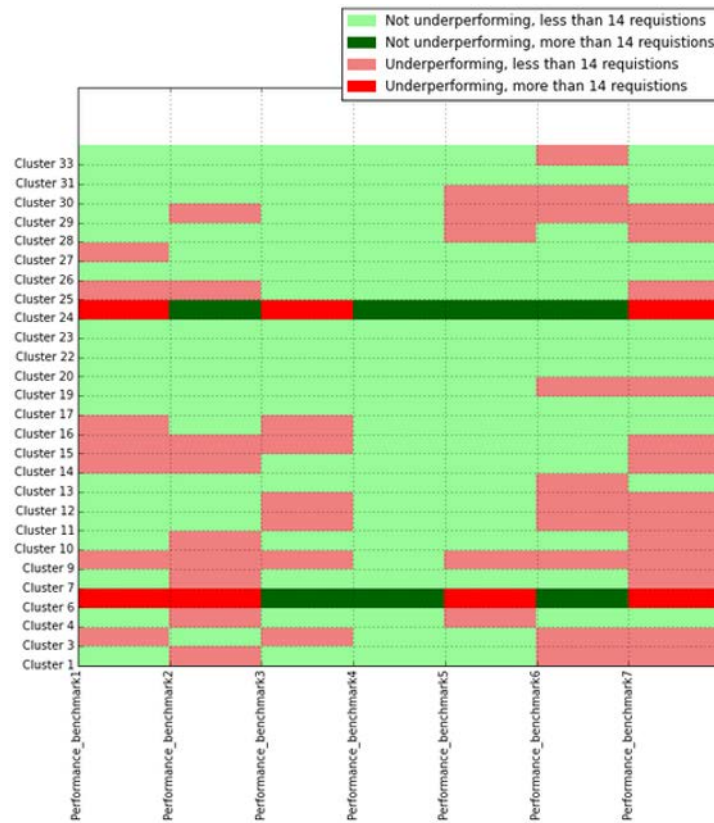 Not underperforming, less than 14 requistions
Not underperforming, more than 14 requistions
Underperforming, less than 14 requistions
Underperforming, more than 14 requistions
Cluster 33
Cluster 31
Cluster 30
Cluster 29
Cluster 28
Cluster 27
Cluster 26
Cluster 25
Cluster 24
Cluster 23
Cluster 22
Cluster 20
Cluster 19
Cluster 17
Cluster 16
Cluster 15
Cluster 14
Cluster 13
Cluster 12
Cluster 11
Cluster 10
Cluster 9
Cluster 7
Cluster 6
Cluster 4
Cluster 3
Cluster 1
Performance_benchmark1
Performance_benchmark2
Performance_benchmark3
Performance_benchmark4
Performance_benchmark5
Performance_benchmark6
Performance_benchmark7